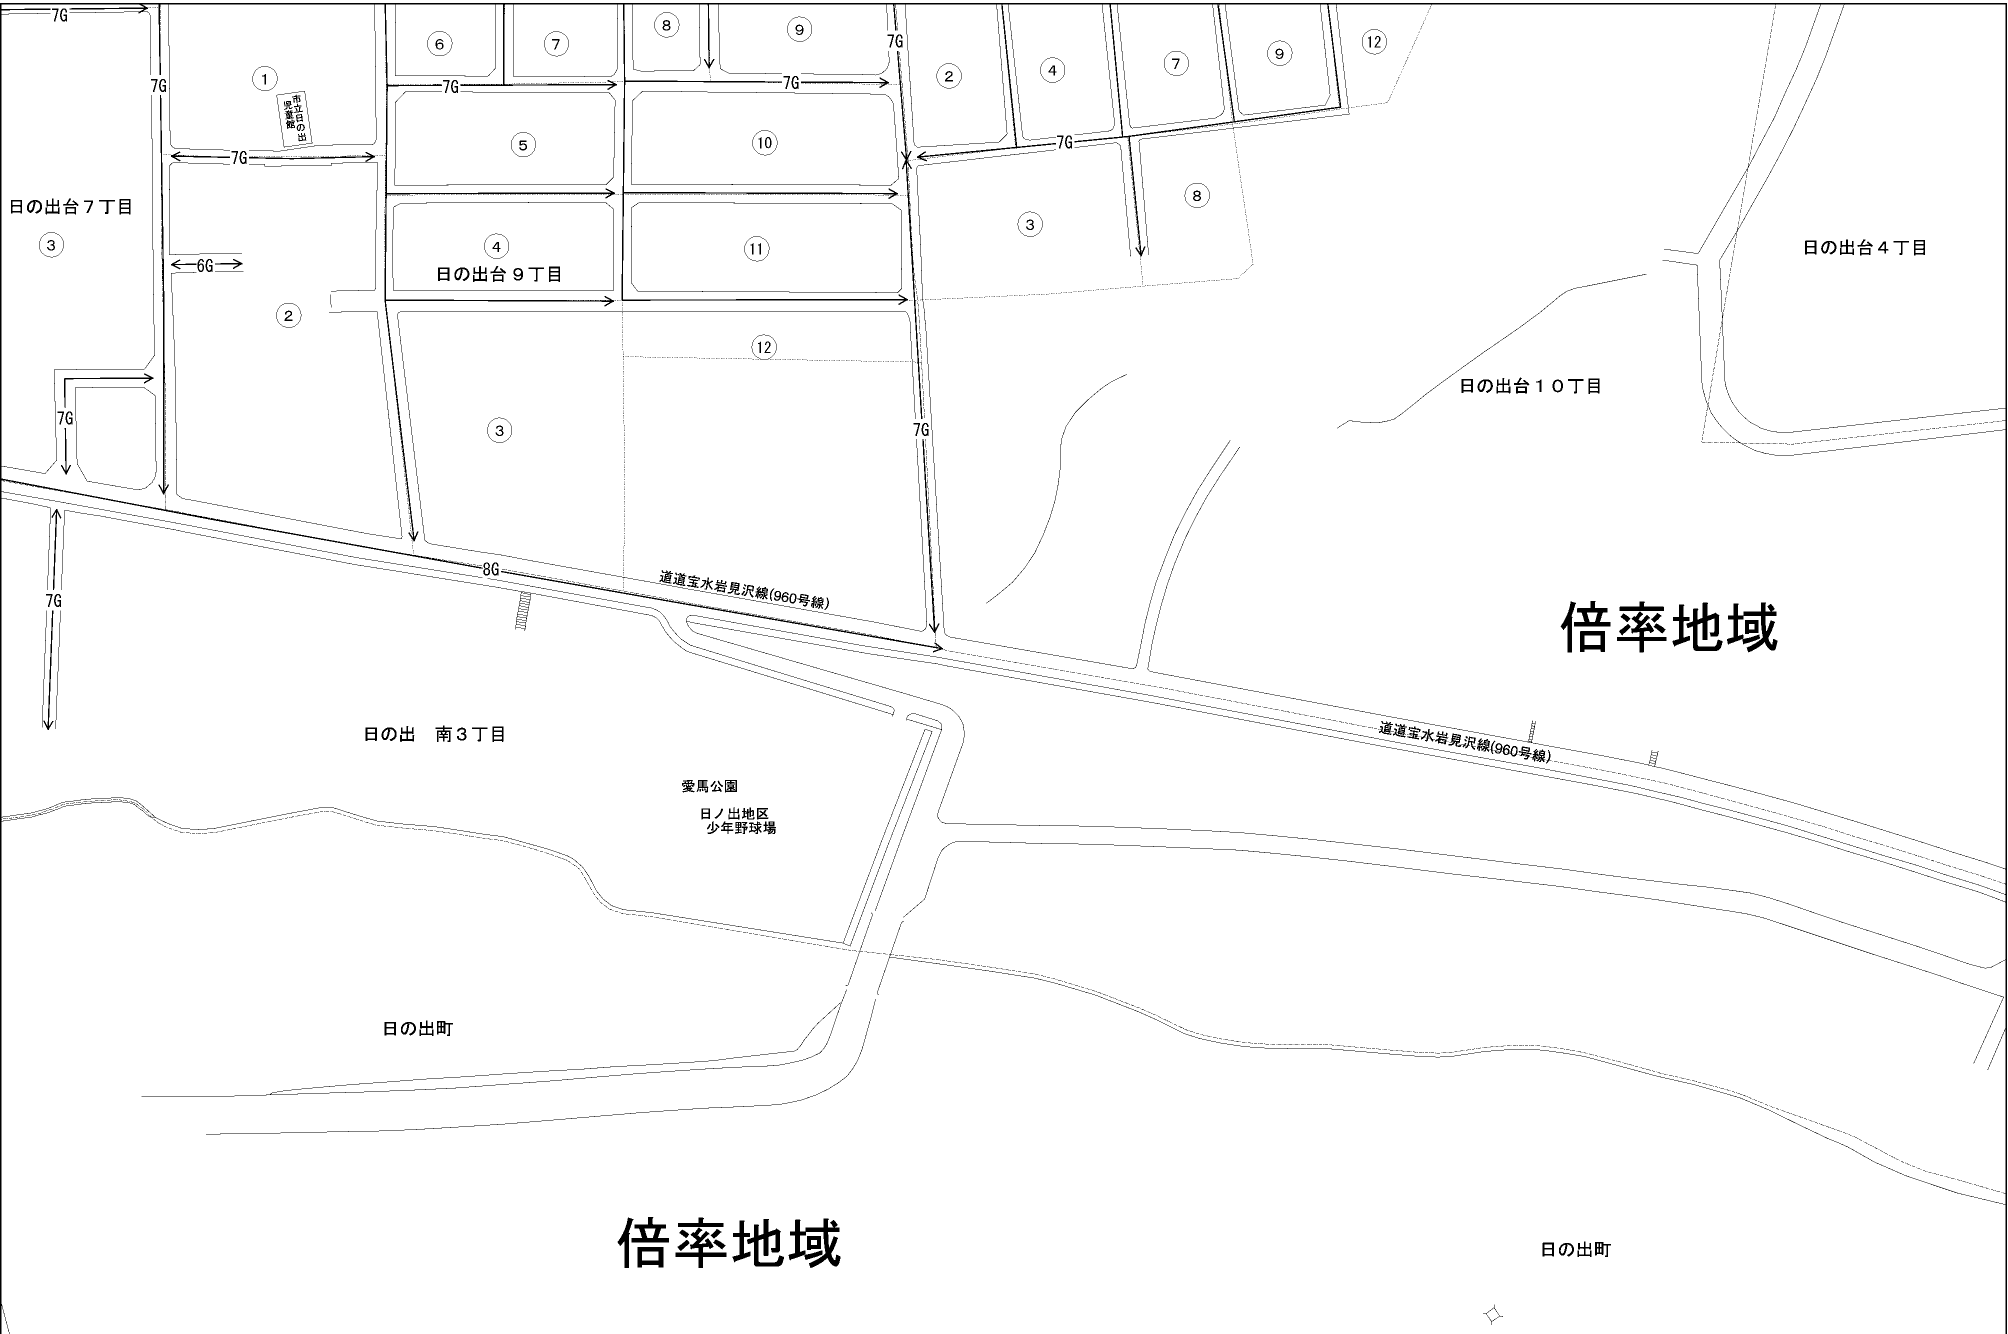 7G
⑥
⑦
⑧
⑨
7G
②
④
⑦
⑨
⑫
①
7G
7G
7G
市立日の出
児童館
⑤
⑩
7G
7G
日の出台７丁目
③
④
日の出台９丁目
⑪
③
⑧
日の出台４丁目
6G
②
⑫
日の出台１０丁目
7G
③
7G
8G
7G
道道宝水岩見沢線(960号線)
倍率地域
日の出　南３丁目
道道宝水岩見沢線(960号線)
愛馬公園
日ノ出地区
少年野球場
日の出町
倍率地域
日の出町